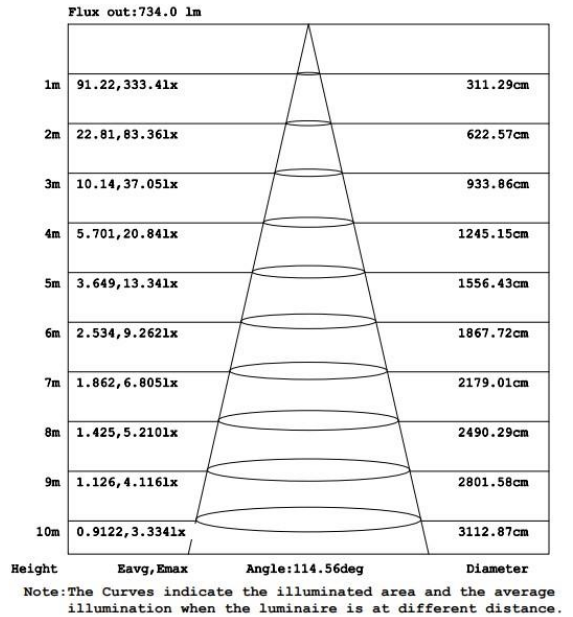 Flux out:734.0 lm
1m 91.22,333.4lx 311.29cm
2m 22.81,83.36lx 622.57cm
3m 10.14,37.05lx 933.86cm
4m 5.701,20.84lx 1245.15cm
5m 3.649,13.34lx 1556.43cm
6m 2.534,9.262lx 1867.72cm
7m 1.862,6.805lx 2179.01cm
8m 1.425,5.210lx 2490.29cm
9m 1.126,4.116lx 2801.58cm
10m 0.9122,3.334lx 3112.87cm
Height Eavg,Emax Angle:114.56deg Diameter
Note:The Curves indicate the illuminated area and the average
illumination when the luminaire is at different distance.